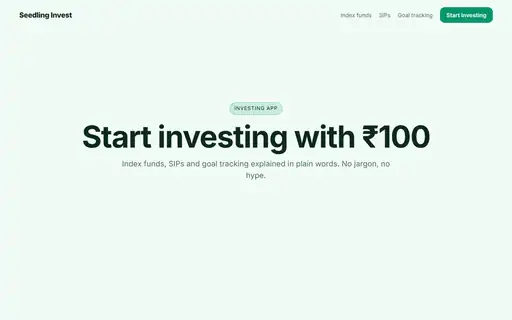 Seedling Invest
Index funds SIPs Goal tracking Start investing
INVESTING APP
Start investing with ₹100
Index funds, SIPs and goal tracking explained in plain words. No jargon, no
hype.